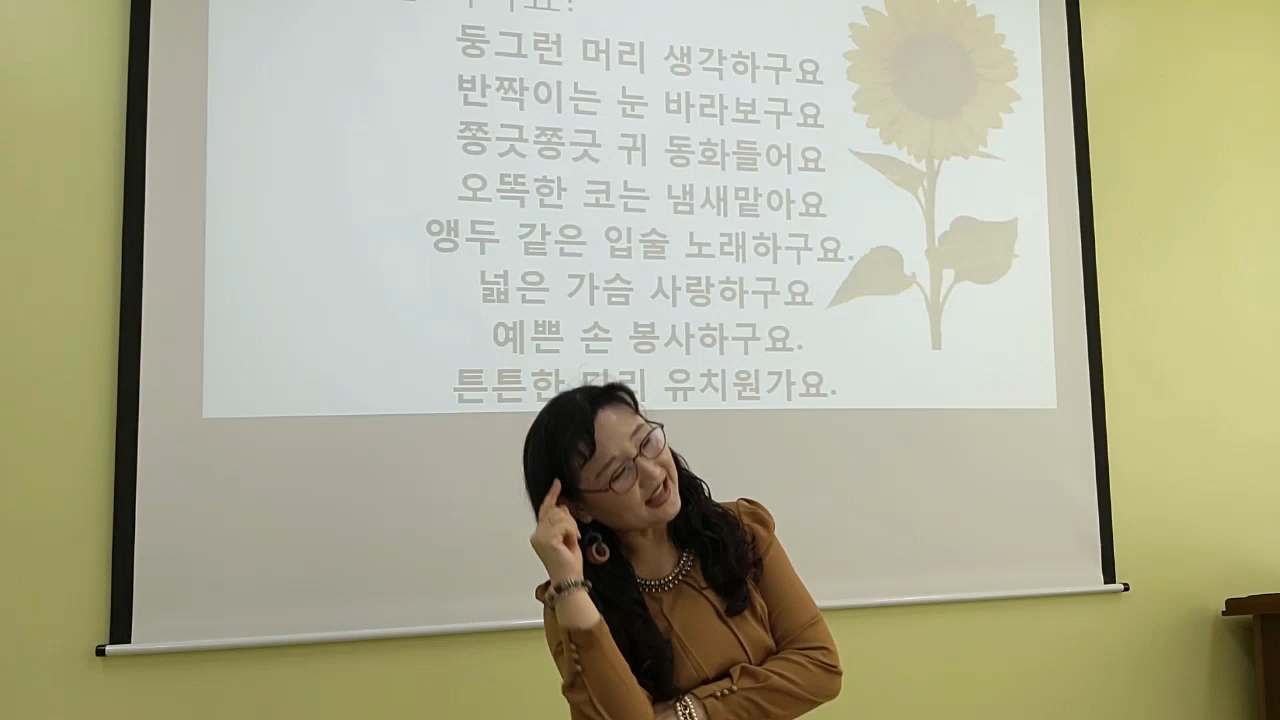 둥그런 머리 생각하구요
반짝이는 눈 바라보구요
쫑긋쫑긋 귀 동화들어요
오똑한 코는 냄새맡아요
앵두 같은 입술 노래하구요.
넓은 가슴 사랑하구요
예쁜 손 봉사하구요.
튼튼한 유치원가요.